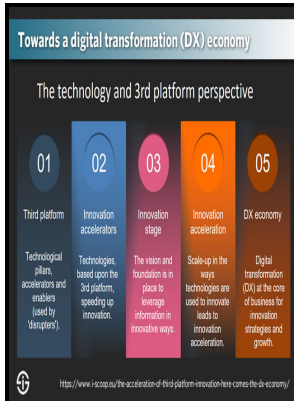 Towards a digital transformation (DX) economy
The technology and 3rd platform perspective
01
Third platform
Technological
pillars,
accelerators and
enablers
(used by
'disrupters').
02
Innovation
accelerators
Technologies,
based upon the
3rd platform,
speeding up
innovation.
03
Innovation
stage
The vision and
foundation is in
place to
leverage
information in
innovative ways.
04
Innovation
acceleration
Scale-up in the
ways
technologies are
used to innovate
leads to
innovation
acceleration.
05
DX economy
Digital
transformation
(DX) at the core
of business for
innovation
strategies and
growth.
https://www.i-scoop.eu/the-acceleration-of-third-platform-innovation-here-comes-the-dx-economy/